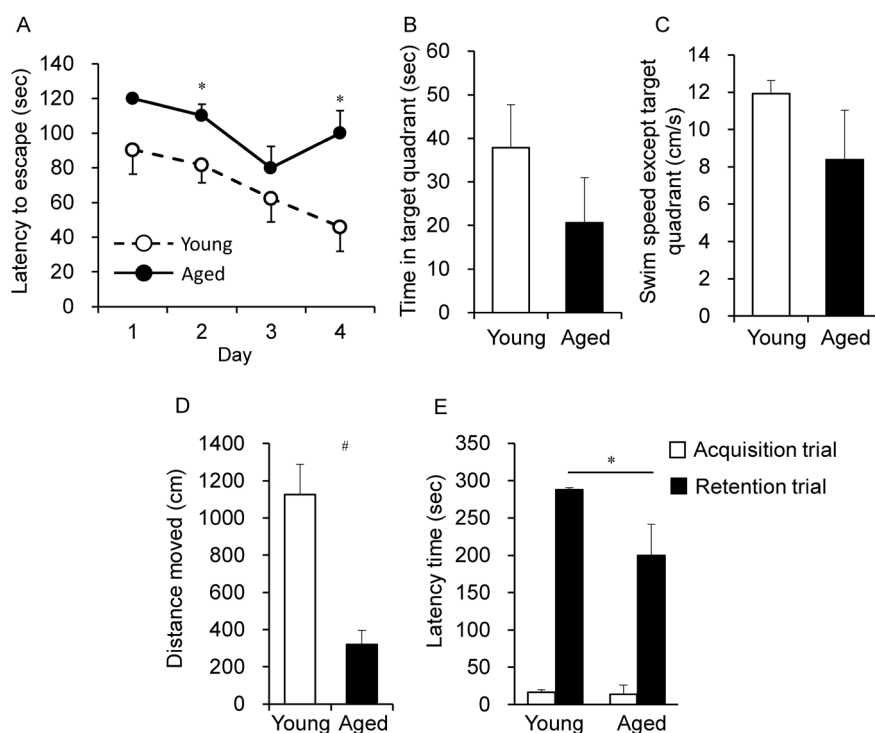 A
Latency to escape (sec)
140
120
100
80
60
40
20
0
*
*
Young
Aged
1 2 3 4
Day
B
Time in target quadrant (sec)
60
50
40
30
20
10
0
Young Aged
C
Swim speed except target
quadrant (cm/s)
14
12
10
8
6
4
2
0
Young Aged
D
Distance moved (cm)
1400
1200
1000
800
600
400
200
0
#
Young Aged
E
Latency time (sec)
350
300
250
200
150
100
50
0
*
Young Aged
Acquisition trial
Retention trial